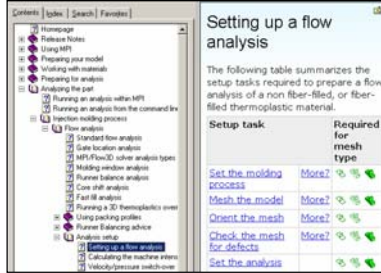 Contents | Index | Search | Favorites |
Homepage
Release Notes
Using MPI
Preparing your model
Working with materials
Preparing for analysis
Analyzing the part
Running an analysis within MPI
Running an analysis from the command line
Injection molding process
Flow analysis
Standard flow analysis
Gate location analysis
MPI/Flow3D solver analysis types
Molding window analysis
Runner balance analysis
Core shift analysis
Fast fill analysis
Running a 3D thermoplastics over
Using packing profiles
Runner Balancing advice
Analysis setup
Setting up a flow analysis
Calculating the machine intens
Velocity/pressure switch-over
Setting up a flow
analysis
The following table summarizes the
setup tasks required to prepare a flow
analysis of a non fiber-filled, or fiber-
filled thermoplastic material.
Setup task
Required
for
mesh
type
Set the molding
process
More?
Mesh the model
More?
Orient the mesh
More?
Check the mesh
for defects
More?
Set the analysis
More?